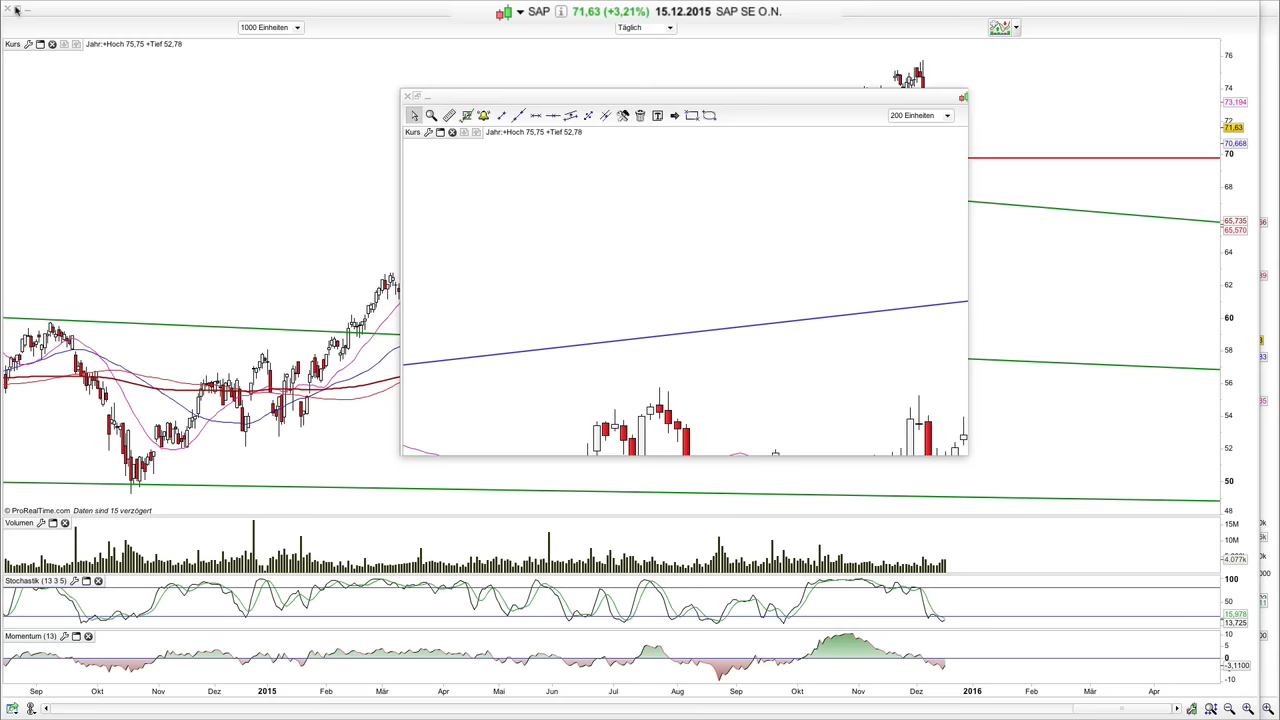 SAP 71,63 (+3,21%) 15.12.2015 SAP SE O.N.
1000 Einheiten
Täglich
Kurs Jahr:+Hoch 75,75 +Tief 52,78
200 Einheiten
Kurs Jahr:+Hoch 75,75 +Tief 52,78
76
74
73,194
72
71,63
70,668
70
68
65,735
65,570
64
62
60
58
56
54
52
50
48
© ProRealTime.com Daten sind 15 verzögert
Volumen
15M
10M
4.077k
Stochastik (13 3 5)
100
50
15,978
13,725
Momentum (13)
10
5
0
-3,1100
-10
Sep Okt Nov Dez 2015 Feb Mär Apr Mai Jun Jul Aug Sep Okt Nov Dez 2016 Feb Mär Apr